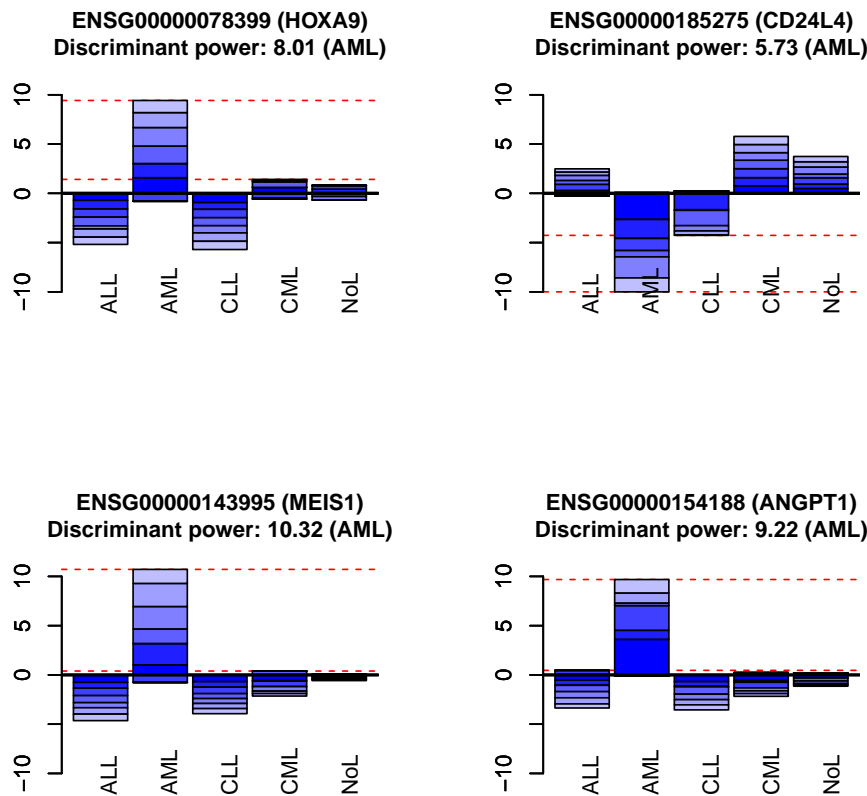 ENSG00000078399 (HOXA9)
Discriminant power: 8.01 (AML)
10
5
0
−10
ALL
AML
CLL
CML
NoL
ENSG00000185275 (CD24L4)
Discriminant power: 5.73 (AML)
10
5
0
−10
ALL
AML
CLL
CML
NoL
ENSG00000143995 (MEIS1)
Discriminant power: 10.32 (AML)
10
5
0
−10
ALL
AML
CLL
CML
NoL
ENSG00000154188 (ANGPT1)
Discriminant power: 9.22 (AML)
10
5
0
−10
ALL
AML
CLL
CML
NoL